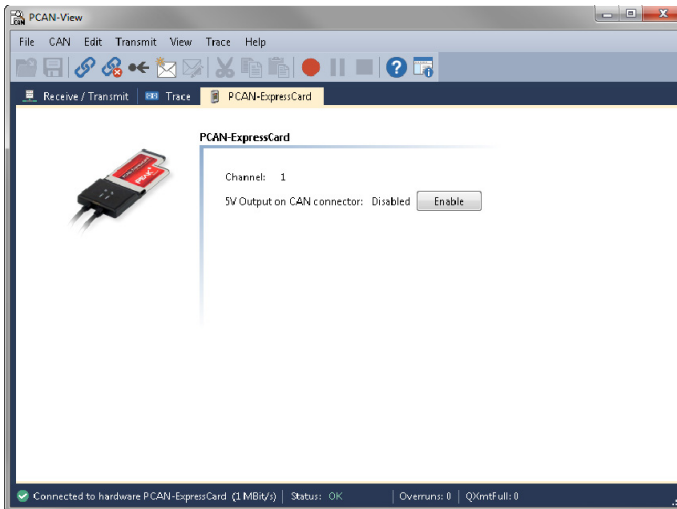 PCAN-View
File CAN Edit Transmit View Trace Help
Receive / Transmit Trace PCAN-ExpressCard
PCAN-ExpressCard
Channel: 1
5V Output on CAN connector: Disabled Enable
Connected to hardware PCAN-ExpressCard (1 MBit/s) Status: OK Overruns: 0 QXmtFull: 0